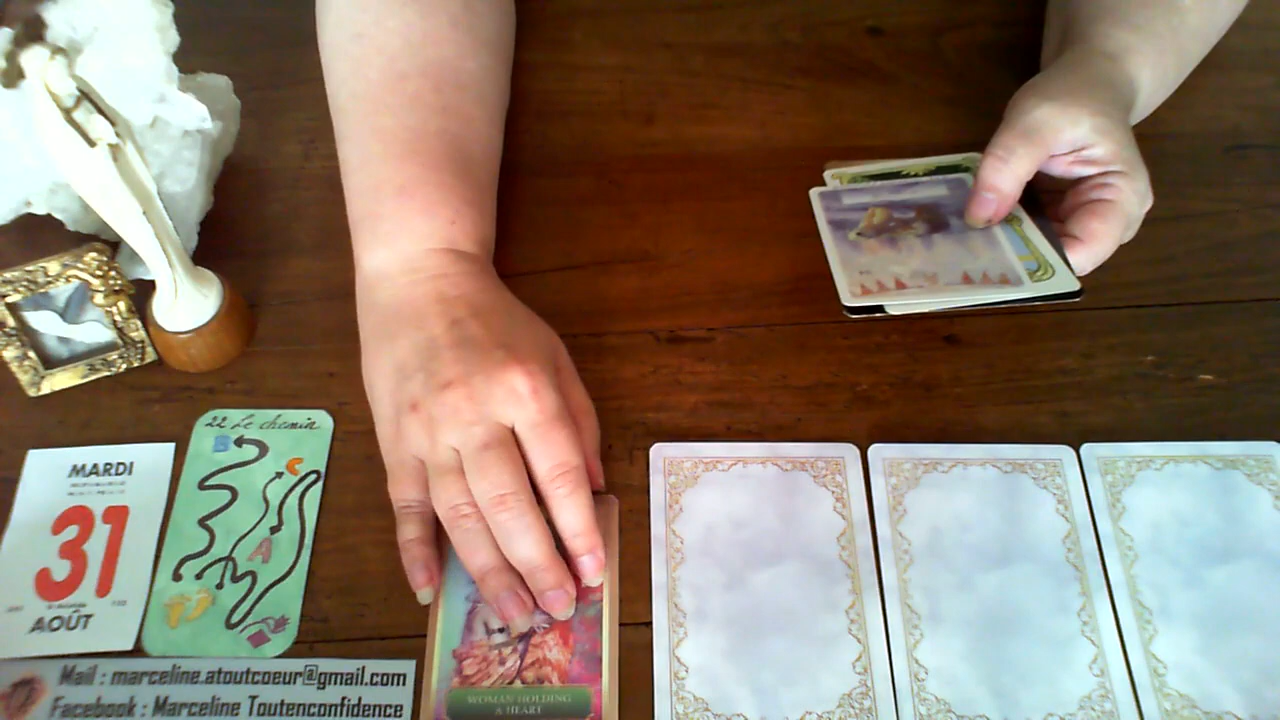 22 Le chemin
B
C
A
MARDI
31
AOÛT
Mail : marceline.atoutcoeur@gmail.com
Facebook : Marceline Toutenconfidence
WOMAN HOLDING
A HEART